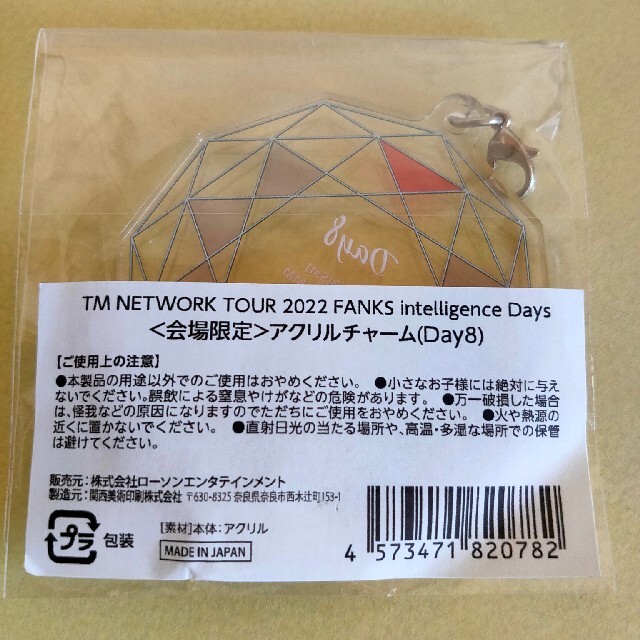 Day8
TM NETWORK TOUR 2022 FANKS intelligence Days
＜会場限定＞アクリルチャーム(Day8)
【ご使用上の注意】
●本製品の用途以外でのご使用はおやめください。 ●小さなお子様には絶対に与え
ないでください。誤飲による窒息やけがなどの危険があります。 ●万一破損した場合
は、怪我などの原因になりますのでただちにご使用をおやめください。 ●火や熱源の
近くに置かないでください。 ●直射日光の当たる場所や、高温・多湿な場所での保管
は避けてください。
販売元：株式会社ローソンエンタテインメント
製造元：関西美術印刷株式会社 〒630-8325 奈良県奈良市西木辻町153-1
プラ 包装
［素材］本体：アクリル
MADE IN JAPAN
4 573471 820782